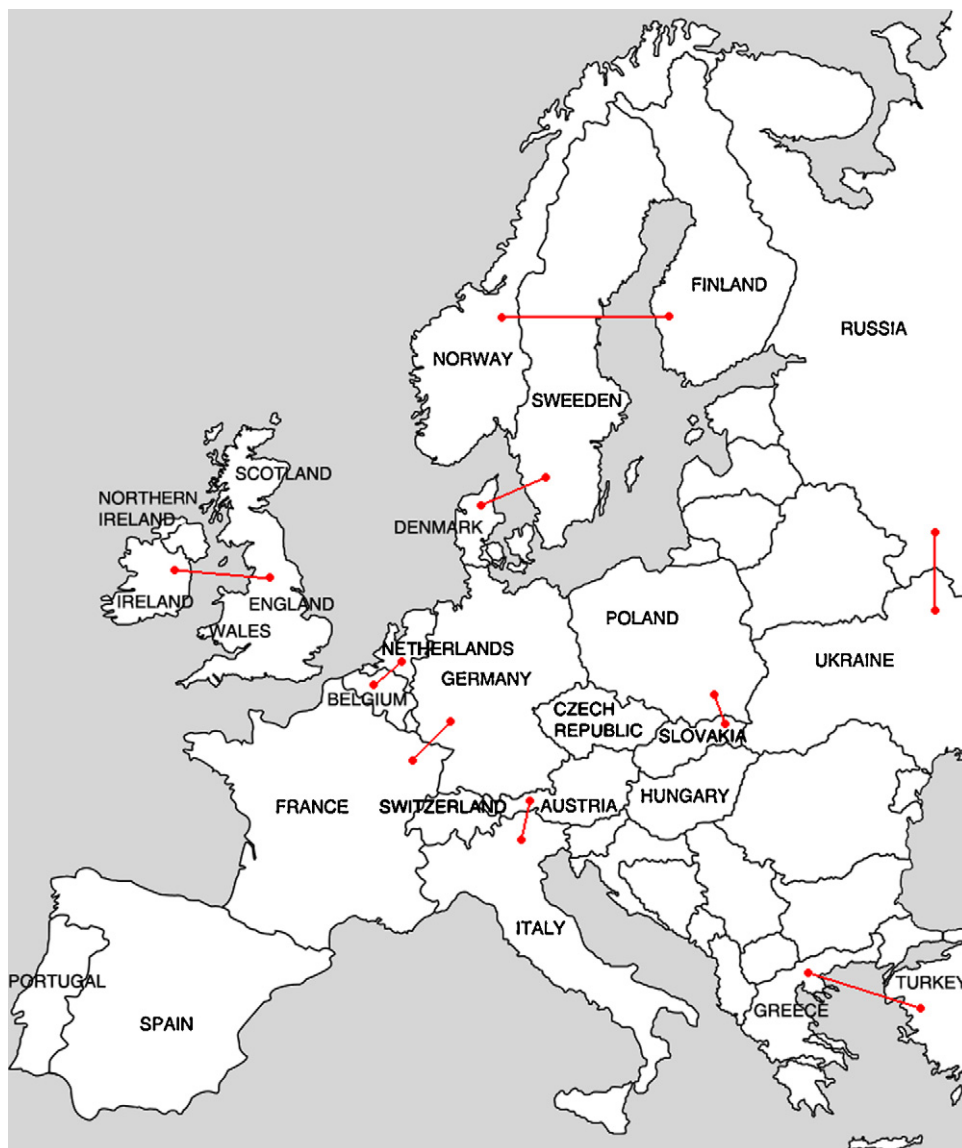 FINLAND
RUSSIA
NORWAY
SWEEDEN
SCOTLAND
NORTHERN
IRELAND
DENMARK
IRELAND
ENGLAND
WALES
POLAND
NETHERLANDS
UKRAINE
GERMANY
BELGIUM
CZECH
REPUBLIC
SLOVAKIA
HUNGARY
FRANCE
SWITZERLAND
AUSTRIA
ITALY
PORTUGAL
TURKEY
GREECE
SPAIN